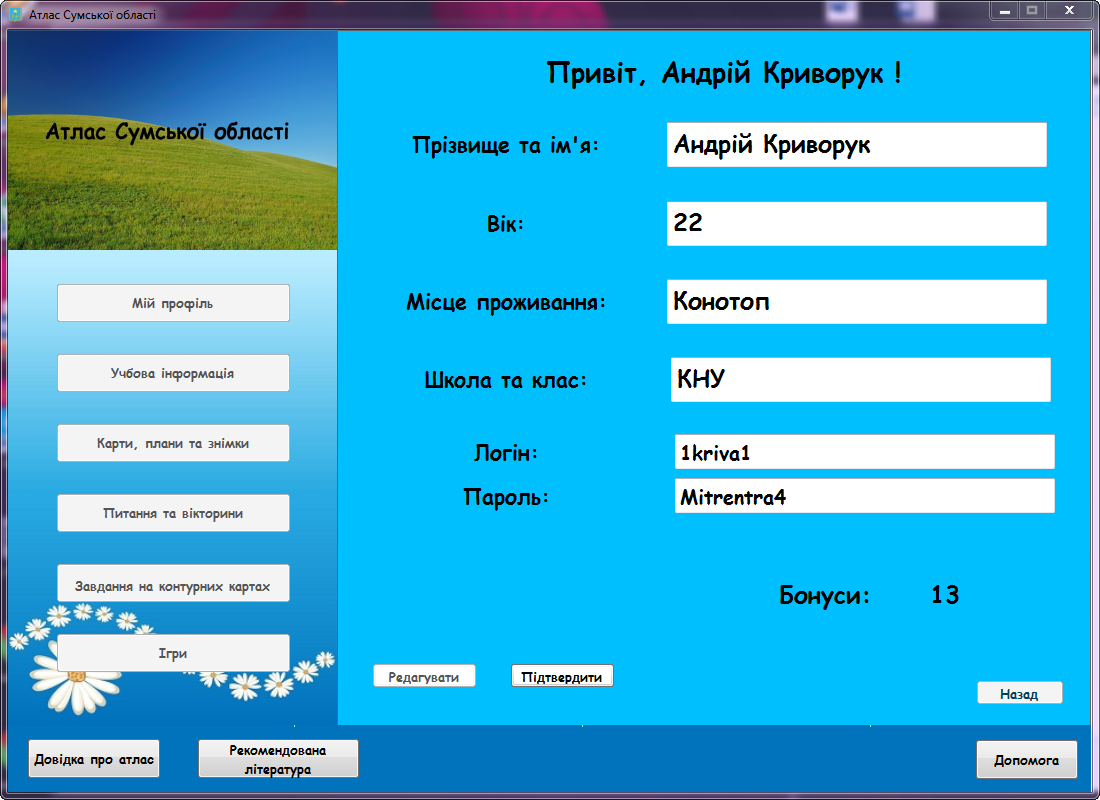 Атлас Сумської області
Атлас Сумської області
Привіт, Андрій Криворук !
Прізвище та ім'я:
Андрій Криворук
Вік:
22
Місце проживання:
Конотоп
Школа та клас:
КНУ
Логін:
1kriva1
Пароль:
Mitrentra4
Бонуси: 13
Редагувати
Підтвердити
Назад
Мій профіль
Учбова інформація
Карти, плани та знімки
Питання та вікторини
Завдання на контурних картах
Ігри
Довідка про атлас
Рекомендована
література
Допомога